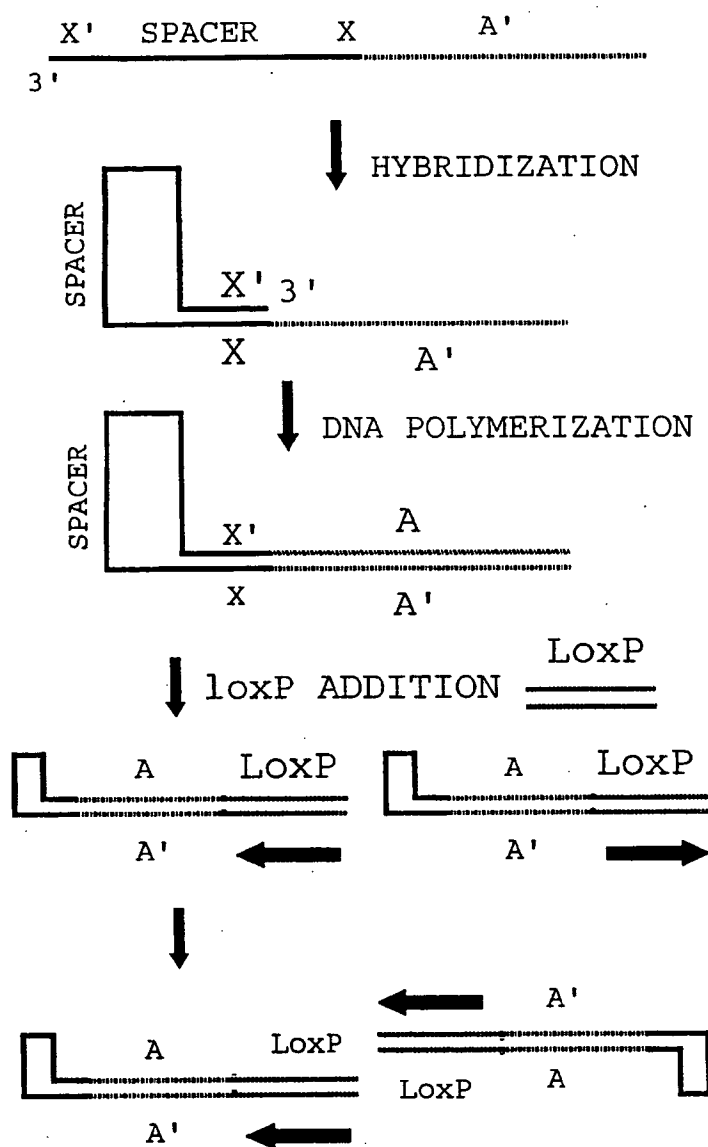 X' SPACER X A'
3'
HYBRIDIZATION
SPACER
X' 3'
X A'
DNA POLYMERIZATION
SPACER
X' A
X A'
LoxP
loxP ADDITION
A LoxP A LoxP
A' A'
A'
A LoxP
LoxP A
A'